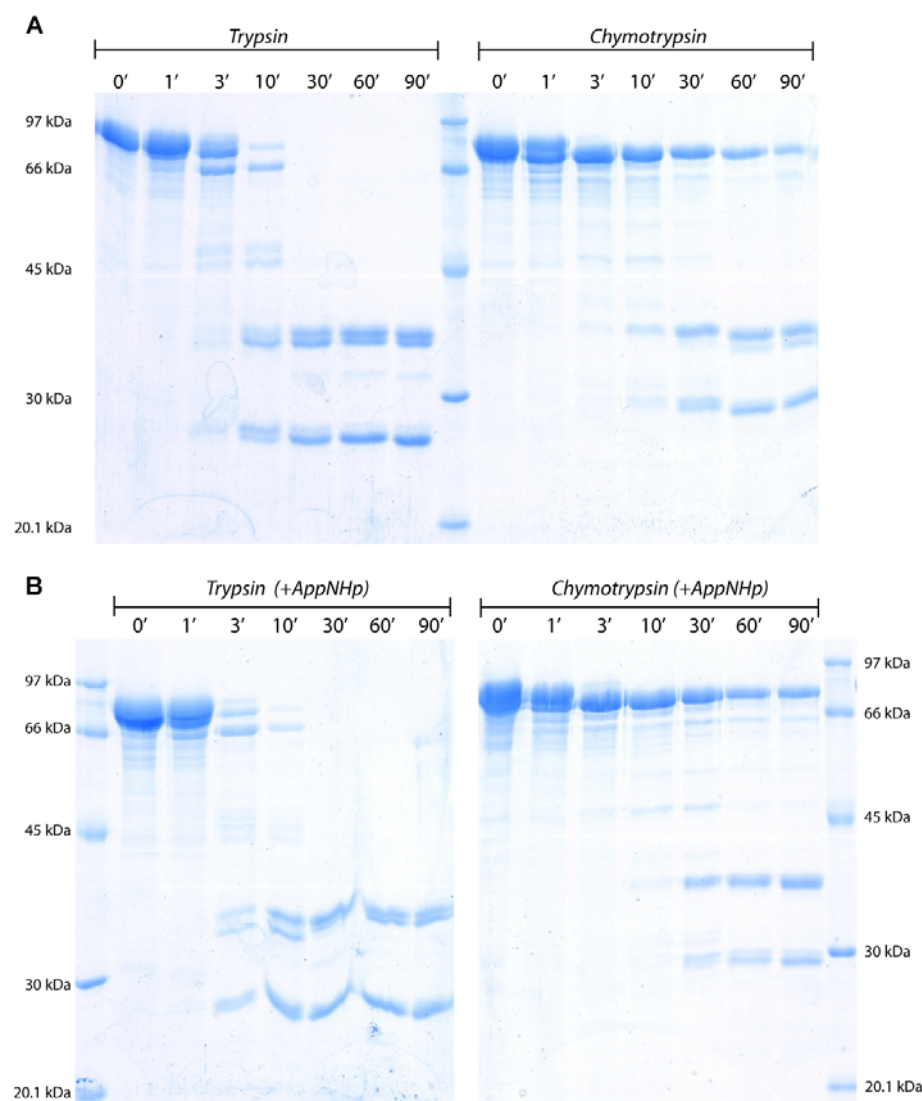 A
Trypsin Chymotrypsin
0' 1' 3' 10' 30' 60' 90' 0' 1' 3' 10' 30' 60' 90'
97 kDa
66 kDa
45 kDa
30 kDa
20.1 kDa
B
Trypsin (+AppNHp) Chymotrypsin (+AppNHp)
0' 1' 3' 10' 30' 60' 90' 0' 1' 3' 10' 30' 60' 90'
97 kDa 97 kDa
66 kDa 66 kDa
45 kDa 45 kDa
30 kDa 30 kDa
20.1 kDa 20.1 kDa